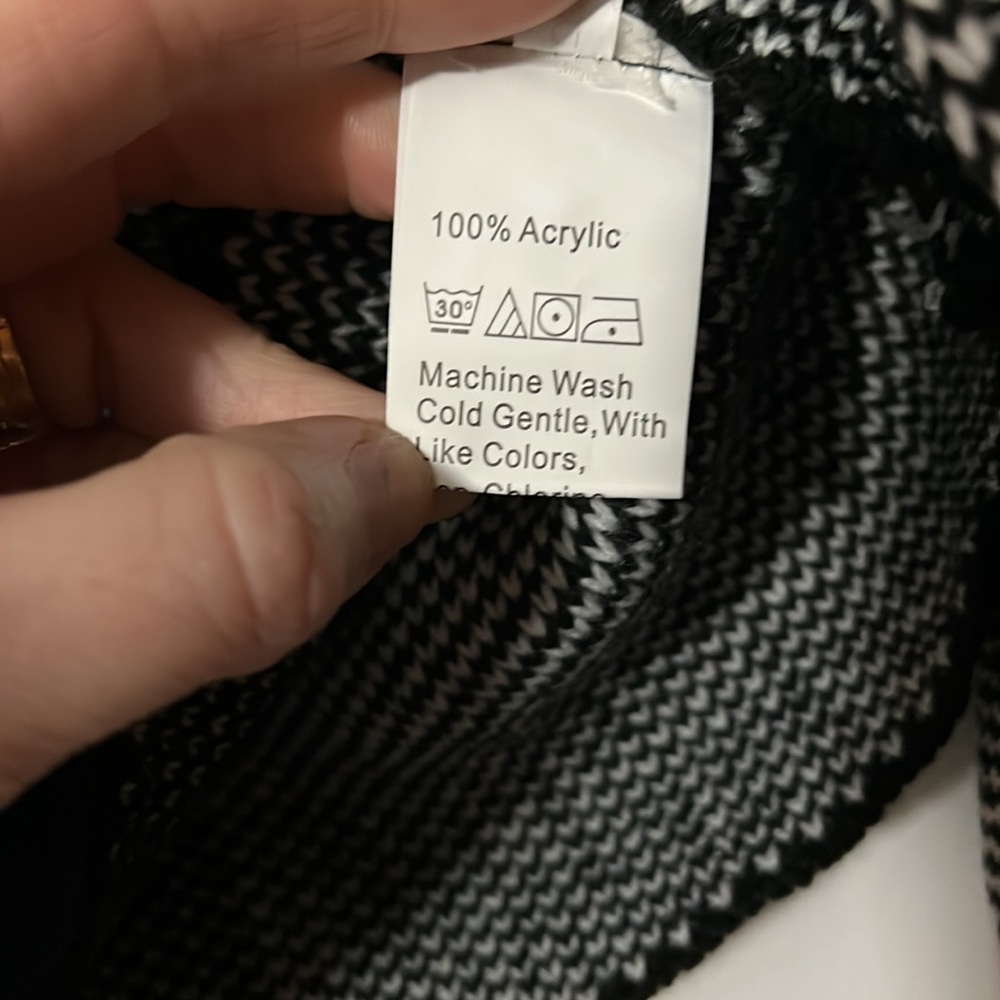 100% Acrylic
30°
Machine Wash
Cold Gentle,With
Like Colors,